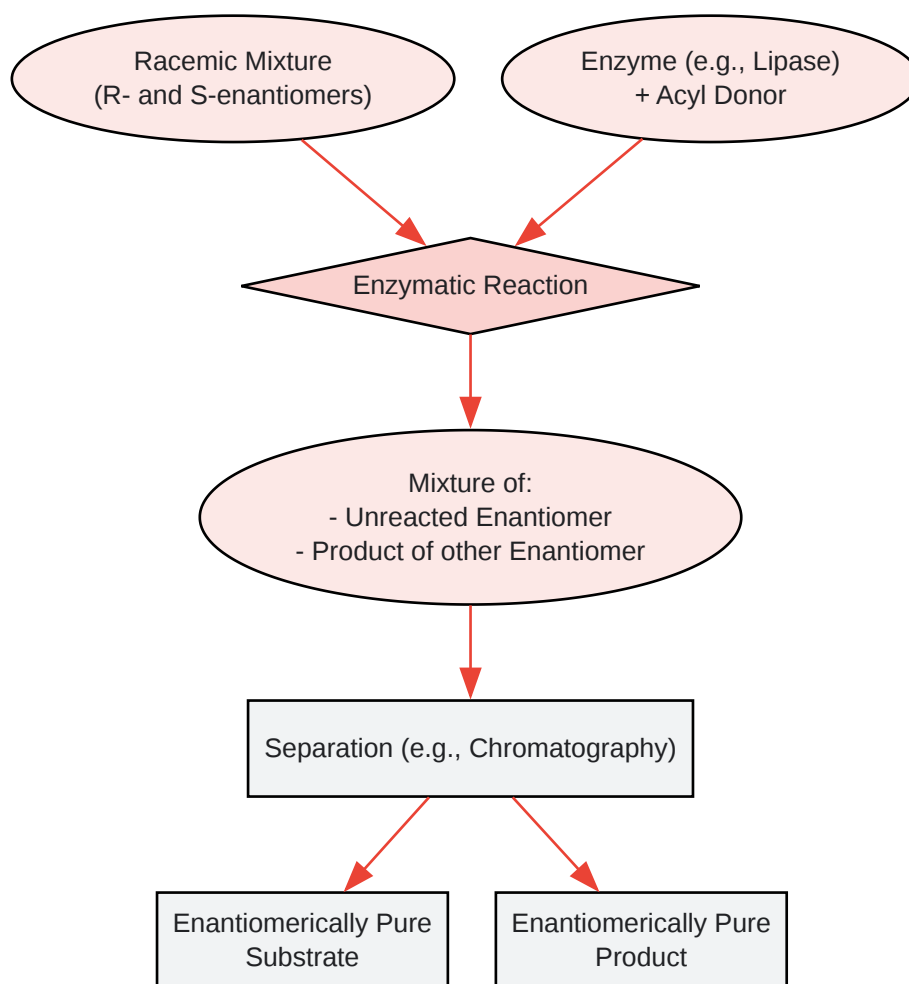 Racemic Mixture
(R- and S-enantiomers)
Enzyme (e.g., Lipase)
+ Acyl Donor
Enzymatic Reaction
Mixture of:
- Unreacted Enantiomer
- Product of other Enantiomer
Separation (e.g., Chromatography)
Enantiomerically Pure
Substrate
Enantiomerically Pure
Product